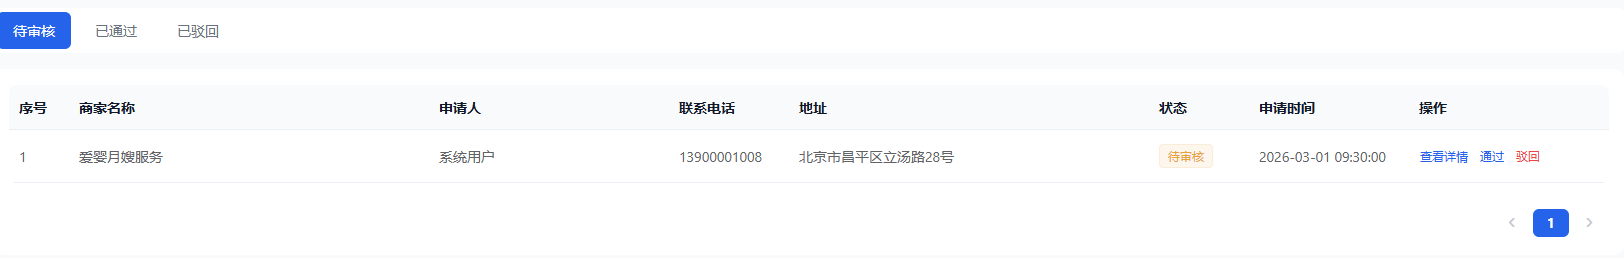 待审核 已通过 已驳回
序号 商家名称 申请人 联系电话 地址 状态 申请时间 操作
1 爱婴月嫂服务 系统用户 13900001008 北京市昌平区立汤路28号 待审核 2026-03-01 09:30:00 查看详情 通过 驳回
1